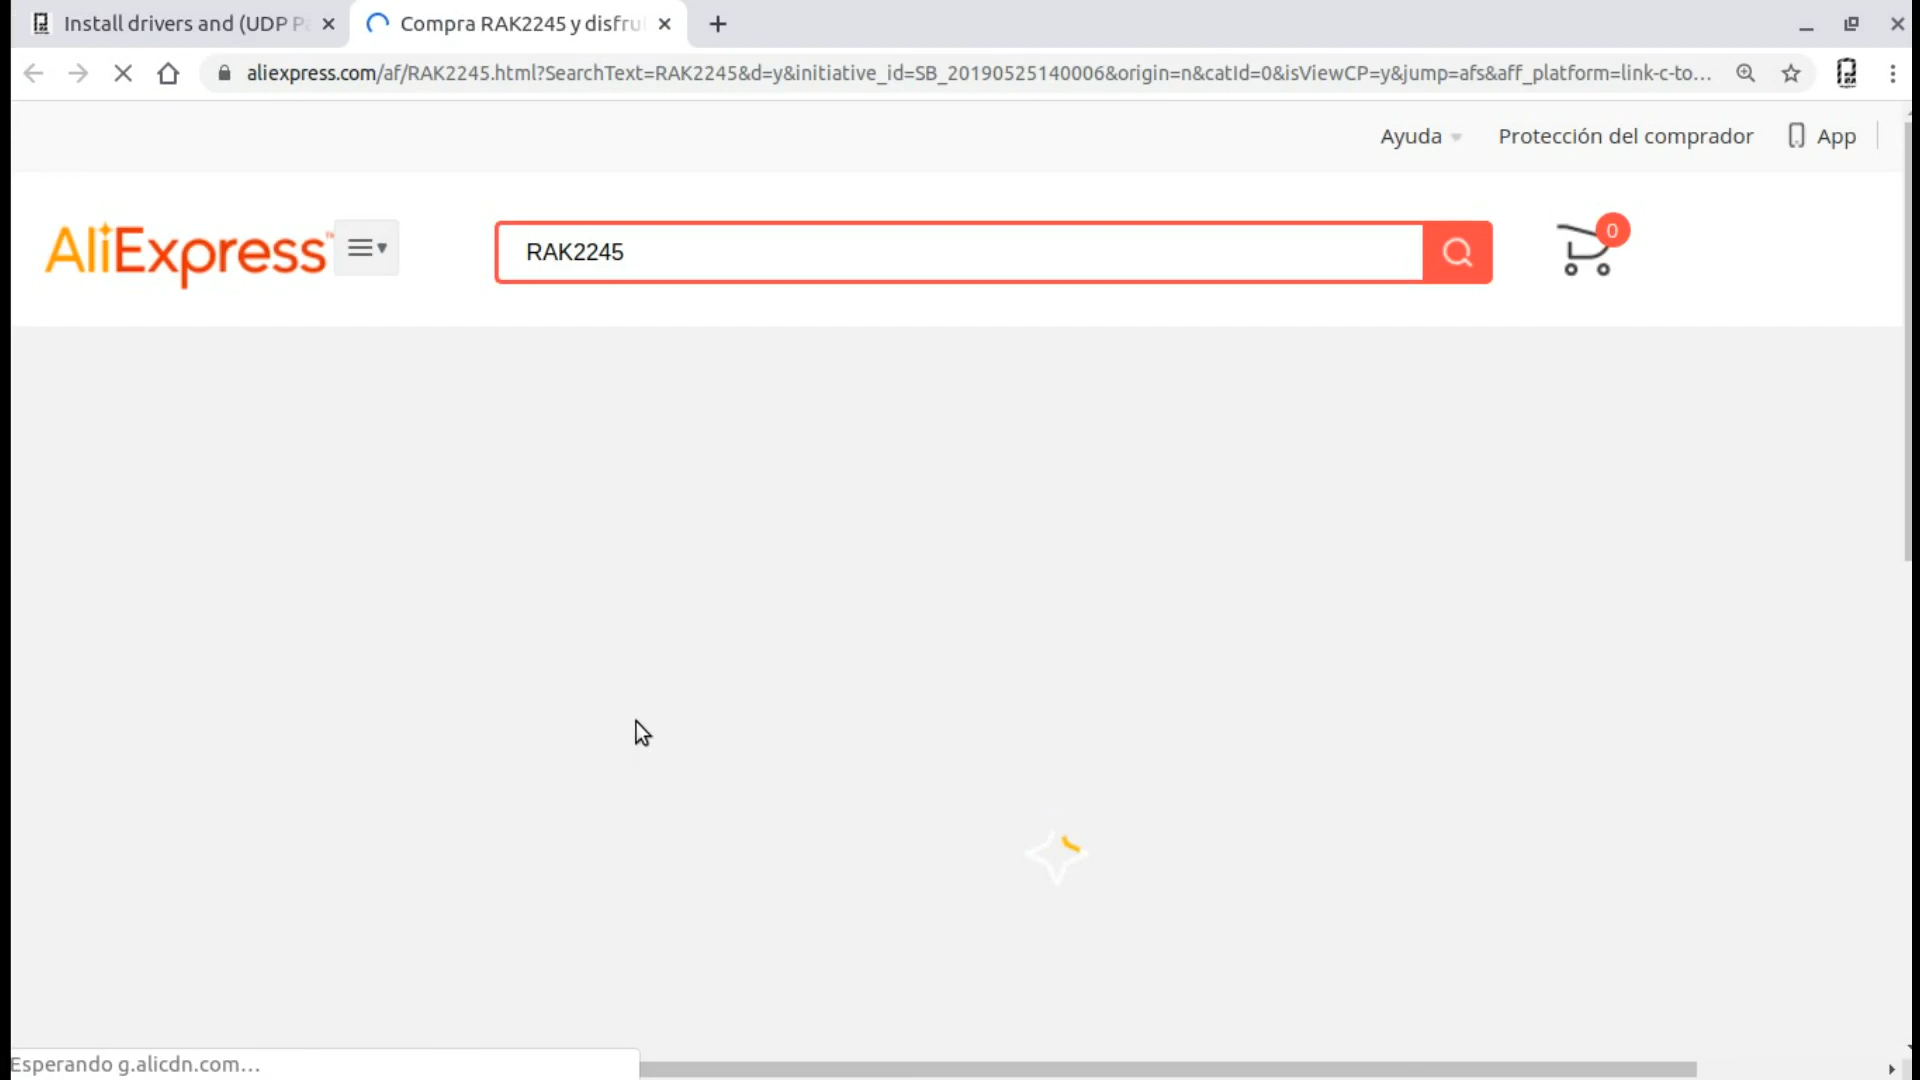 Install drivers and (UDP P
Compra RAK2245 y disfru
aliexpress.com/af/RAK2245.html?SearchText=RAK2245&d=y&initiative_id=SB_20190525140006&origin=n&catId=0&isViewCP=y&jump=afs&aff_platform=link-c-to...
Ayuda
Protección del comprador
App
AliExpress™
RAK2245
0
Esperando g.alicdn.com...